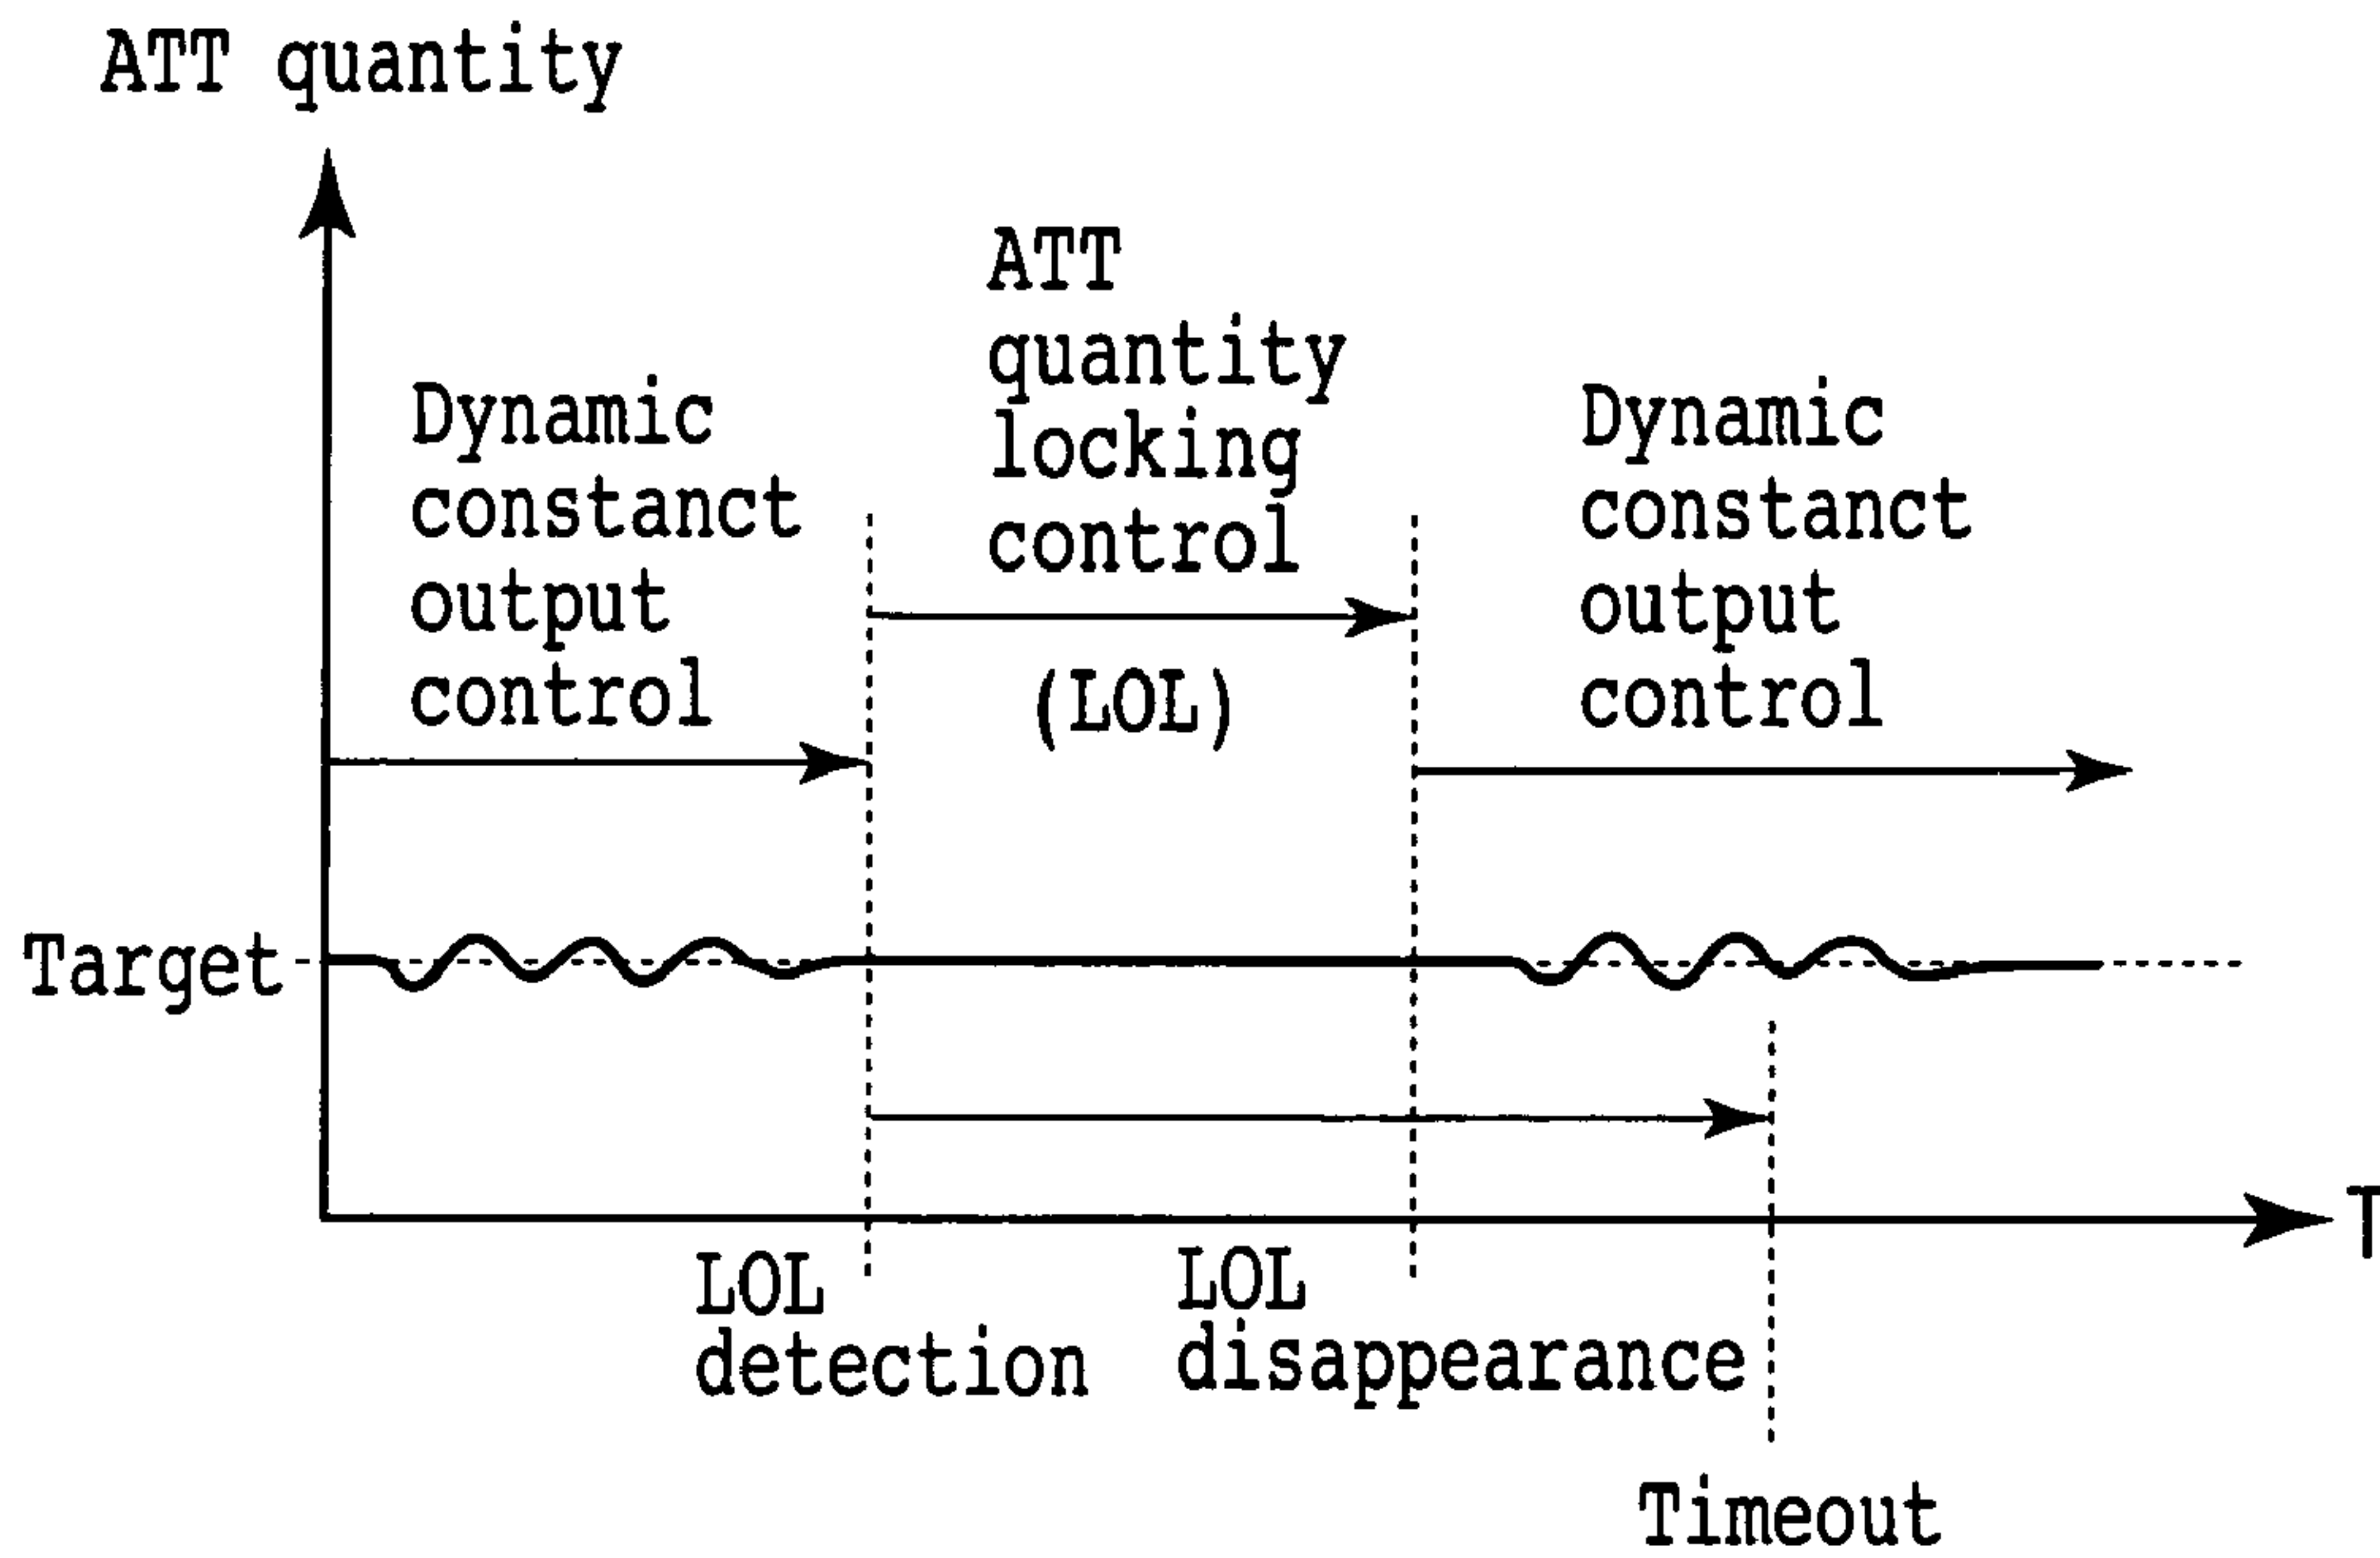 ATT quantity
ATT
quantity
locking
control
(LOL)
Dynamic
constanct
output
control
Dynamic
constanct
output
control
Target
T
LOL
detection
LOL
disappearance
Timeout